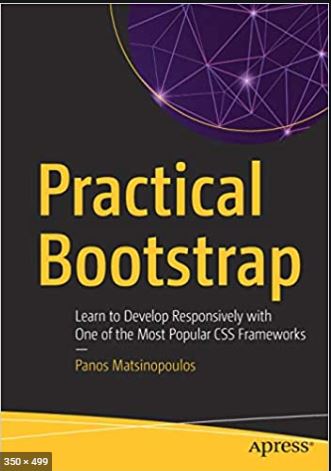 Practical
Bootstrap
Learn to Develop Responsively with
One of the Most Popular CSS Frameworks
Panos Matsinopoulos
Apress®
350 × 499